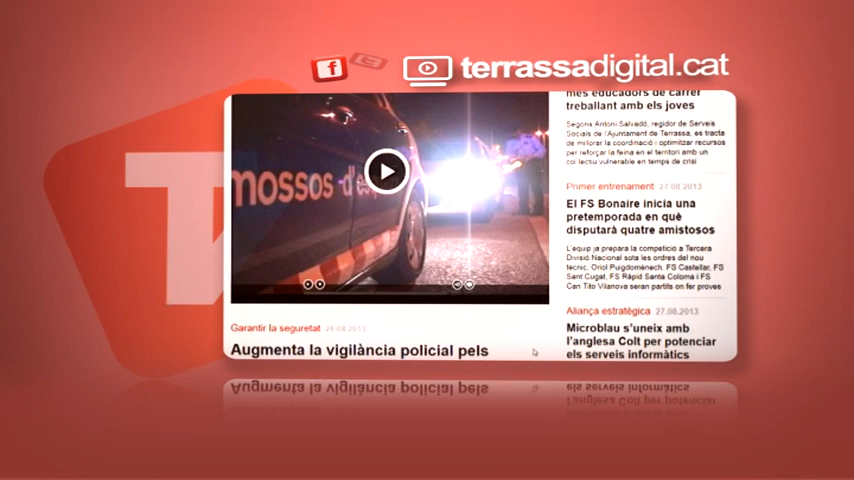 f
terrassadigital.cat
T
mossos d'es
més educadors de carrer
treballant amb els joves
Segons Antoni Salvadó, regidor de Serveis
Socials de l'Ajuntament de Terrassa, es tracta
de millorar la coordinació i optimitzar recursos
per reforçar la feina en el territori amb un
col·lectiu vulnerable en temps de crisi
Primer entrenament 27.08.2013
El FS Bonaire inicia una
pretemporada en què
disputarà quatre amistosos
L'equip ja prepara la competició a Tercera
Divisió Nacional sota les ordres del nou
tècnic, Oriol Puigdomènech. FS Castellar, FS
Sant Cugat, FS Ràpid Santa Coloma i FS
Can Tito Vilanova seran partits on fer proves
Garantir la seguretat 26.08.2013
Augmenta la vigilància policial pels
Aliança estratègica 27.08.2013
Microblau s'uneix amb
l'anglesa Colt per potenciar
els serveis informàtics